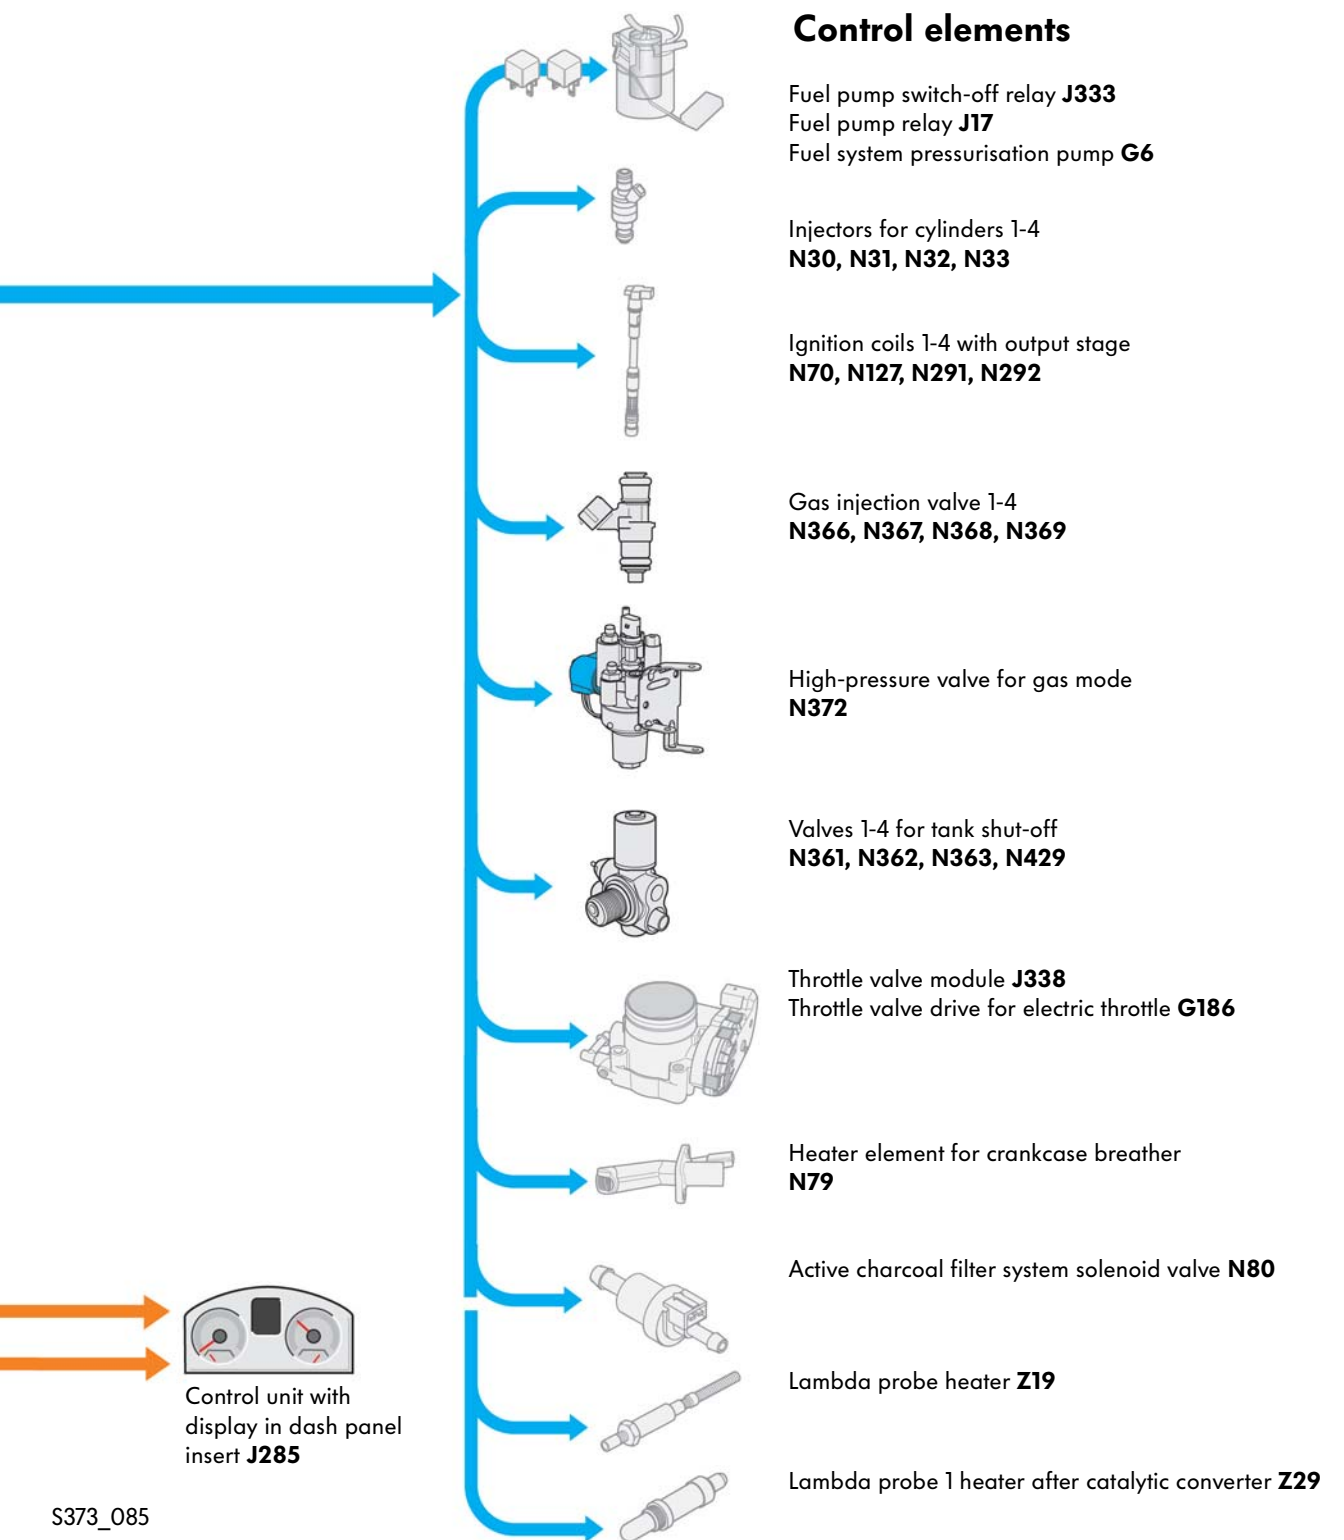 Control elements
Fuel pump switch-off relay J333
Fuel pump relay J17
Fuel system pressurisation pump G6
Injectors for cylinders 1-4
N30, N31, N32, N33
Ignition coils 1-4 with output stage
N70, N127, N291, N292
Gas injection valve 1-4
N366, N367, N368, N369
High-pressure valve for gas mode
N372
Valves 1-4 for tank shut-off
N361, N362, N363, N429
Throttle valve module J338
Throttle valve drive for electric throttle G186
Heater element for crankcase breather
N79
Active charcoal filter system solenoid valve N80
Lambda probe heater Z19
Lambda probe 1 heater after catalytic converter Z29
Control unit with
display in dash panel
insert J285
S373_085